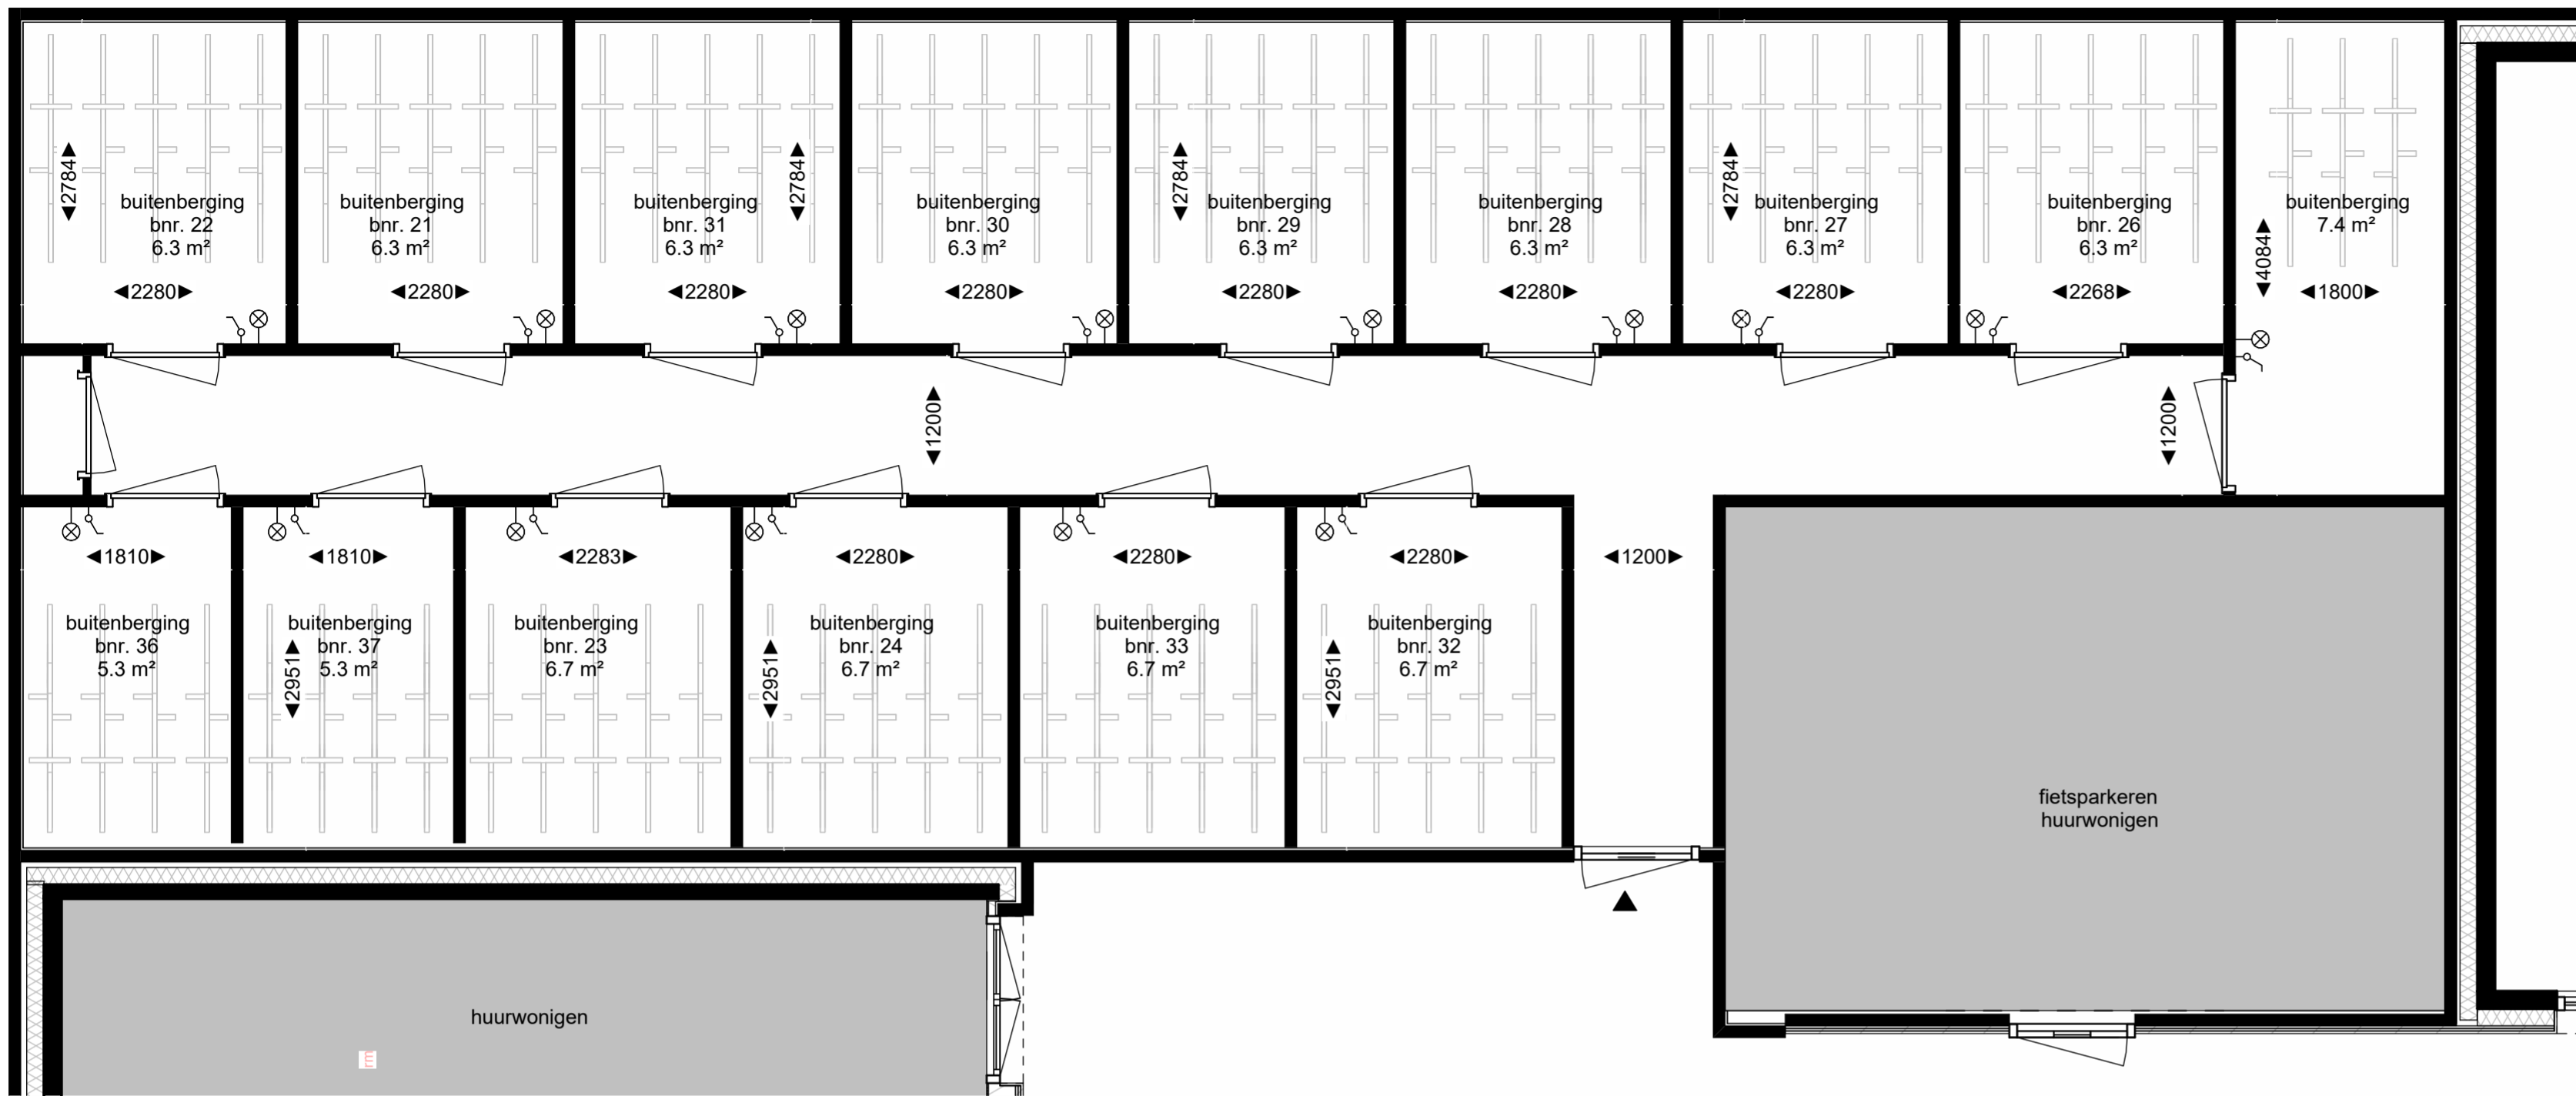 buitenberging
bnr. 22
6.3 m²
2784
2280
buitenberging
bnr. 21
6.3 m²
2280
buitenberging
bnr. 31
6.3 m²
2784
2280
buitenberging
bnr. 30
6.3 m²
2280
buitenberging
bnr. 29
6.3 m²
2784
2280
buitenberging
bnr. 28
6.3 m²
2280
buitenberging
bnr. 27
6.3 m²
2784
2280
buitenberging
bnr. 26
6.3 m²
2268
buitenberging
7.4 m²
4084
1800
1200
1200
1810
buitenberging
bnr. 36
5.3 m²
1810
buitenberging
bnr. 37
5.3 m²
2951
2283
buitenberging
bnr. 23
6.7 m²
2280
buitenberging
bnr. 24
6.7 m²
2951
2280
buitenberging
bnr. 33
6.7 m²
2280
buitenberging
bnr. 32
6.7 m²
2951
1200
fietsparkeren
huurwonigen
huurwonigen